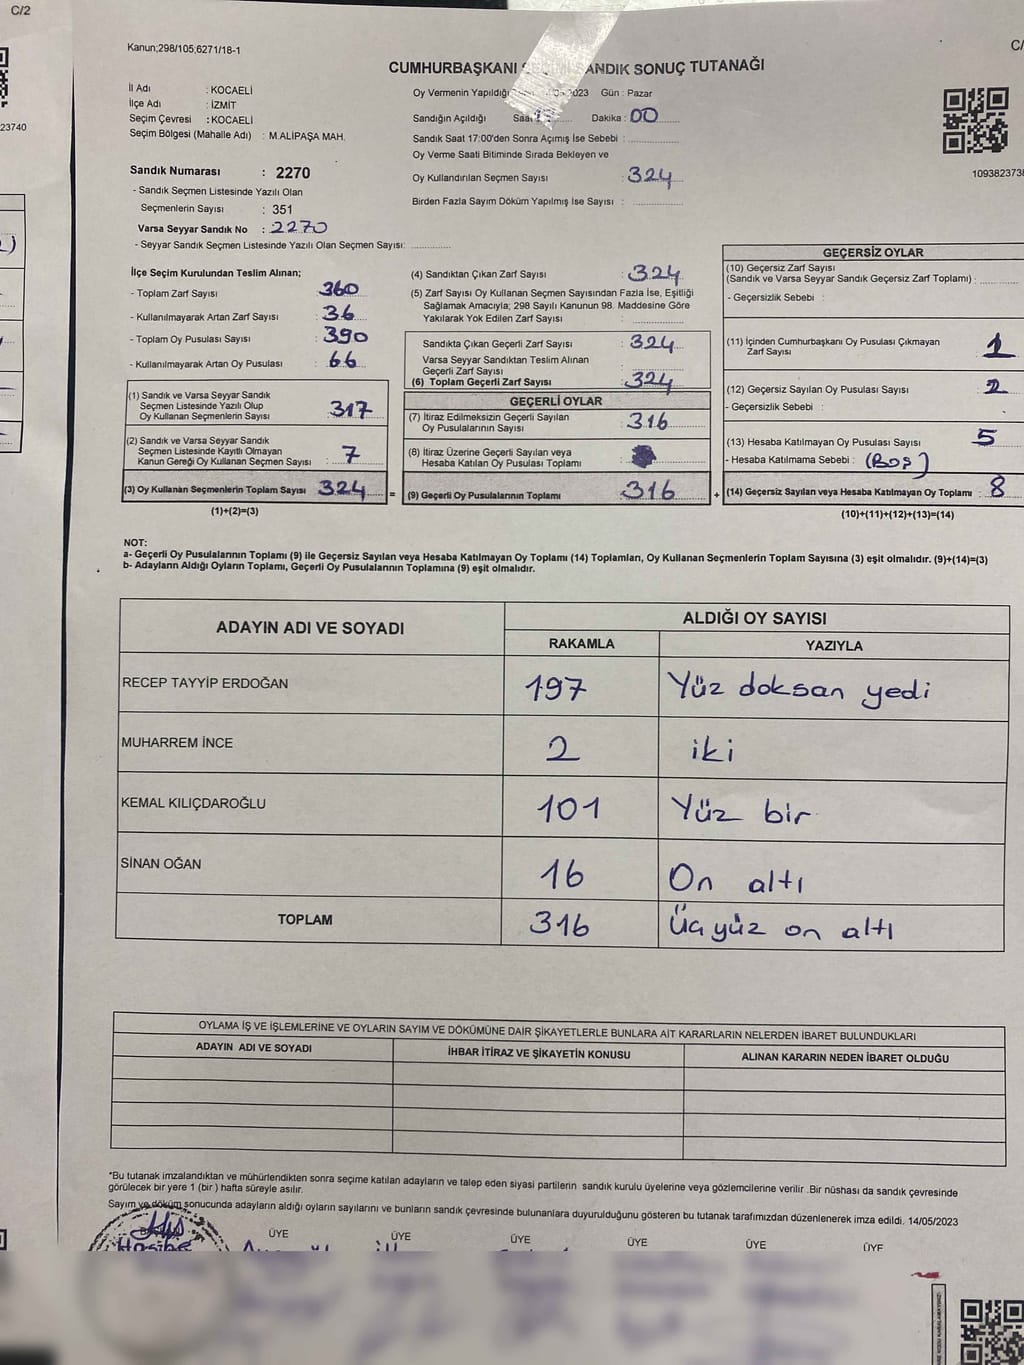 C/2
23740
Kanun;298/105;6271/18-1
C/
CUMHURBAŞKANI SANDIK SONUÇ TUTANAĞI
İl Adı : KOCAELİ
İlçe Adı : İZMİT
Seçim Çevresi : KOCAELİ
Seçim Bölgesi (Mahalle Adı) : M.ALİPAŞA MAH.
Oy Vermenin Yapıldığı 2023 Gün : Pazar
Sandığın Açıldığı Dakika : 00
Sandık Saat 17:00'den Sonra Açımış İse Sebebi :
Oy Verme Saati Bitiminde Sırada Bekleyen ve
Oy Kullandırılan Seçmen Sayısı : 324
Birden Fazla Sayım Döküm Yapılmış İse Sayısı :
109382373
Sandık Numarası : 2270
- Sandık Seçmen Listesinde Yazılı Olan
Seçmenlerin Sayısı : 351
Varsa Seyyar Sandık No : 2270
- Seyyar Sandık Seçmen Listesinde Yazılı Olan Seçmen Sayısı:
İlçe Seçim Kurulundan Teslim Alınan;
- Toplam Zarf Sayısı : 360
- Kullanılmayarak Artan Zarf Sayısı : 36
- Toplam Oy Pusulası Sayısı : 390
- Kullanılmayarak Artan Oy Pusulası : 66
(1) Sandık ve Varsa Seyyar Sandık
Seçmen Listesinde Yazılı Olup
Oy Kullanan Seçmenlerin Sayısı : 317
(2) Sandık ve Varsa Seyyar Sandık
Seçmen Listesinde Kayıtlı Olmayan
Kanun Gereği Oy Kullanan Seçmen Sayısı : 7
(3) Oy Kullanan Seçmenlerin Toplam Sayısı 324 =
(1)+(2)=(3)
(4) Sandıktan Çıkan Zarf Sayısı : 324
(5) Zarf Sayısı Oy Kullanan Seçmen Sayısından Fazla İse, Eşitliği
Sağlamak Amacıyla; 298 Sayılı Kanunun 98. Maddesine Göre
Yakılarak Yok Edilen Zarf Sayısı :
Sandıkta Çıkan Geçerli Zarf Sayısı : 324
Varsa Seyyar Sandıktan Teslim Alınan
Geçerli Zarf Sayısı :
(6) Toplam Geçerli Zarf Sayısı 324
GEÇERLİ OYLAR
(7) İtiraz Edilmeksizin Geçerli Sayılan
Oy Pusulalarının Sayısı : 316
(8) İtiraz Üzerine Geçerli Sayılan veya
Hesaba Katılan Oy Pusulası Toplamı :
(9) Geçerli Oy Pusulalarının Toplamı : 316 +
GEÇERSİZ OYLAR
(10) Geçersiz Zarf Sayısı
(Sandık ve Varsa Seyyar Sandık Geçersiz Zarf Toplamı) :
- Geçersizlik Sebebi :
(11) İçinden Cumhurbaşkanı Oy Pusulası Çıkmayan
Zarf Sayısı 1
(12) Geçersiz Sayılan Oy Pusulası Sayısı : 2
- Geçersizlik Sebebi :
(13) Hesaba Katılmayan Oy Pusulası Sayısı : 5
- Hesaba Katılmama Sebebi : (Boş)
(14) Geçersiz Sayılan veya Hesaba Katılmayan Oy Toplamı : 8
(10)+(11)+(12)+(13)=(14)
NOT:
a- Geçerli Oy Pusulalarının Toplamı (9) ile Geçersiz Sayılan veya Hesaba Katılmayan Oy Toplamı (14) Toplamları, Oy Kullanan Seçmenlerin Toplam Sayısına (3) eşit olmalıdır. (9)+(14)=(3)
b- Adayların Aldığı Oyların Toplamı, Geçerli Oy Pusulalarının Toplamına (9) eşit olmalıdır.
ADAYIN ADI VE SOYADI
ALDIĞI OY SAYISI
RAKAMLA YAZIYLA
RECEP TAYYİP ERDOĞAN 197 Yüz doksan yedi
MUHARREM İNCE 2 iki
KEMAL KILIÇDAROĞLU 101 Yüz bir
SİNAN OĞAN 16 On altı
TOPLAM 316 Üç yüz on altı
OYLAMA İŞ VE İŞLEMLERİNE VE OYLARIN SAYIM VE DÖKÜMÜNE DAİR ŞİKAYETLERLE BUNLARA AİT KARARLARIN NELERDEN İBARET BULUNDUKLARI
ADAYIN ADI VE SOYADI İHBAR İTİRAZ VE ŞİKAYETİN KONUSU ALINAN KARARIN NEDEN İBARET OLDUĞU
*Bu tutanak imzalandıktan ve mühürlendikten sonra seçime katılan adayların ve talep eden siyasi partilerin sandık kurulu üyelerine veya gözlemcilerine verilir .Bir nüshası da sandık çevresinde
görülecek bir yere 1 (bir ) hafta süreyle asılır.
Sayım ve döküm sonucunda adayların aldığı oyların sayılarını ve bunların sandık çevresinde bulunanlara duyurulduğunu gösteren bu tutanak tarafımızdan düzenlenerek imza edildi. 14/05/2023
ÜYE ÜYE ÜYE ÜYE ÜYE ÜYE